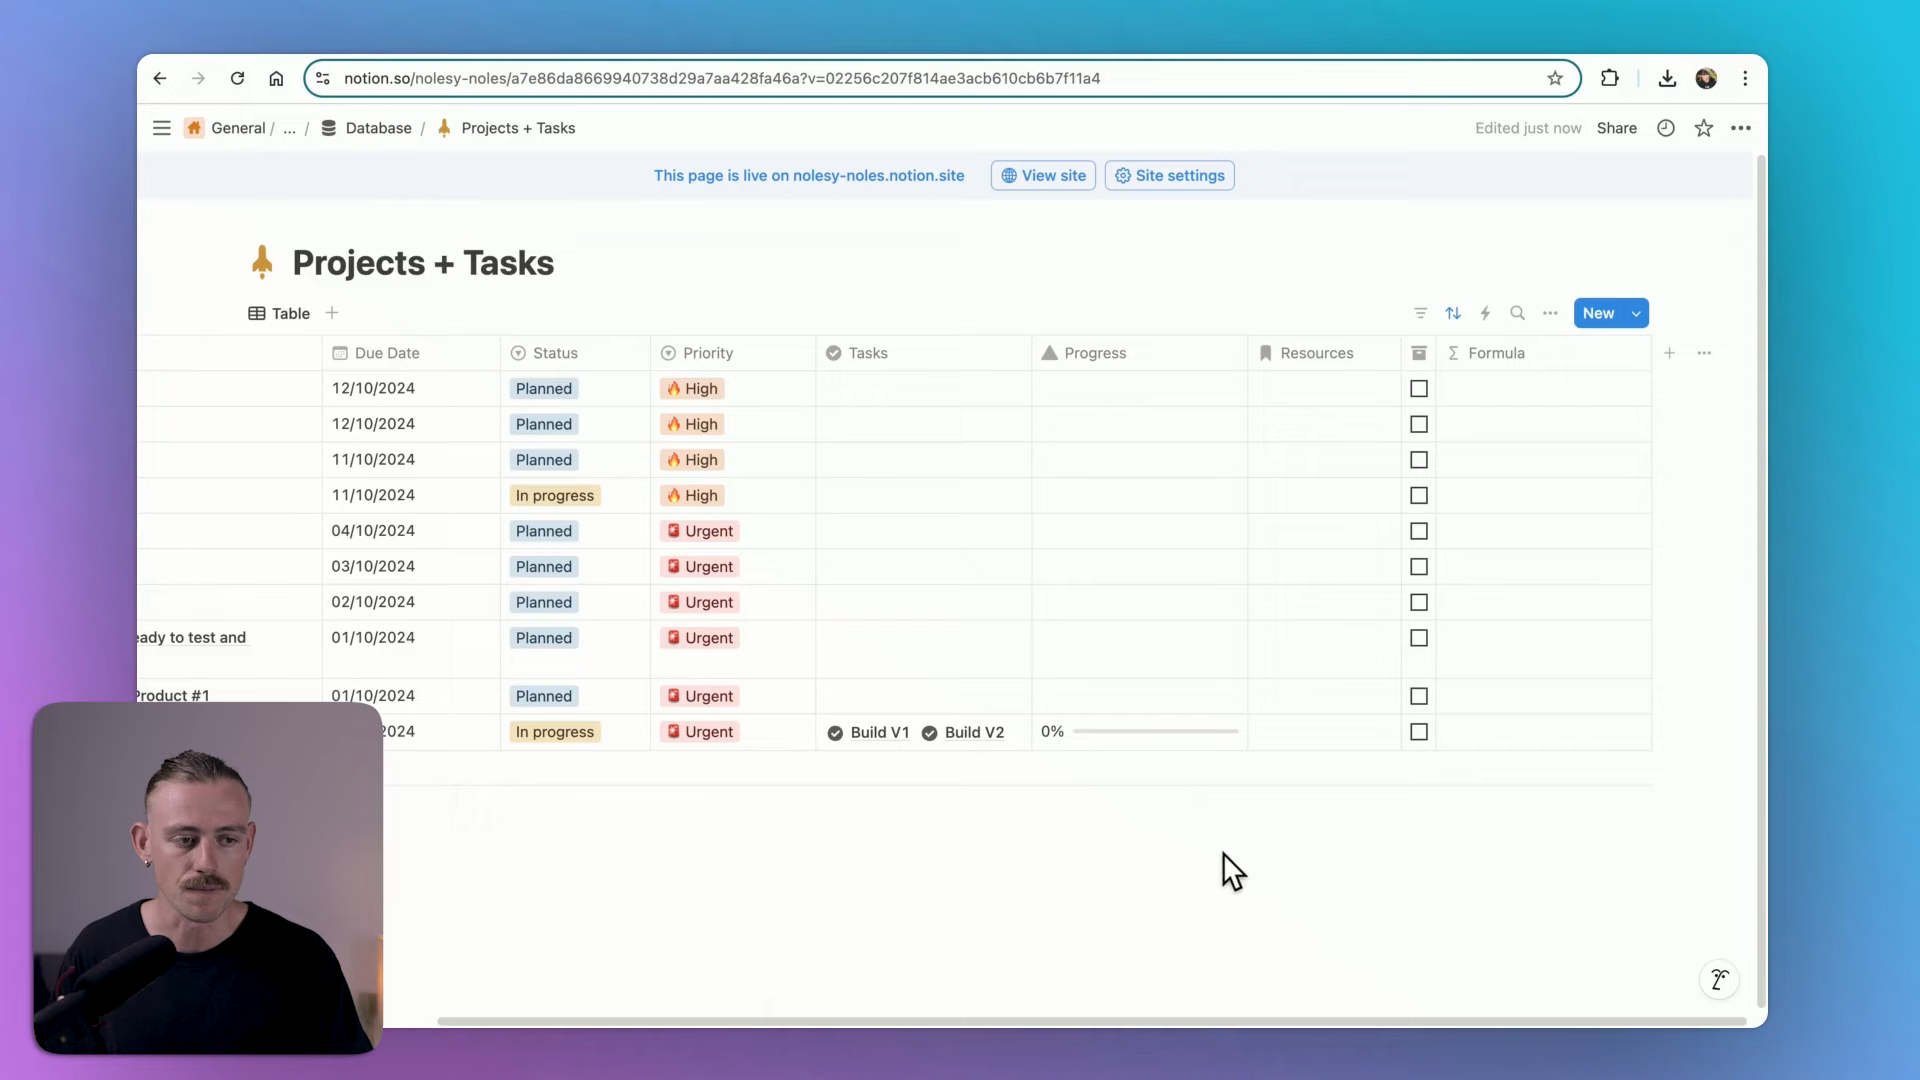 notion.so/nolesy-noles/a7e86da8669940738d29a7aa428fa46a?v=02256c207f814ae3acb610cb6b7f11a4
General / ... / Database / Projects + Tasks
Edited just now Share
This page is live on nolesy-noles.notion.site View site Site settings
Projects + Tasks
Table
New
Due Date Status Priority Tasks Progress Resources Formula
12/10/2024 Planned High
12/10/2024 Planned High
11/10/2024 Planned High
11/10/2024 In progress High
04/10/2024 Planned Urgent
03/10/2024 Planned Urgent
02/10/2024 Planned Urgent
eady to test and 01/10/2024 Planned Urgent
Product #1 01/10/2024 Planned Urgent
2024 In progress Urgent Build V1 Build V2 0%